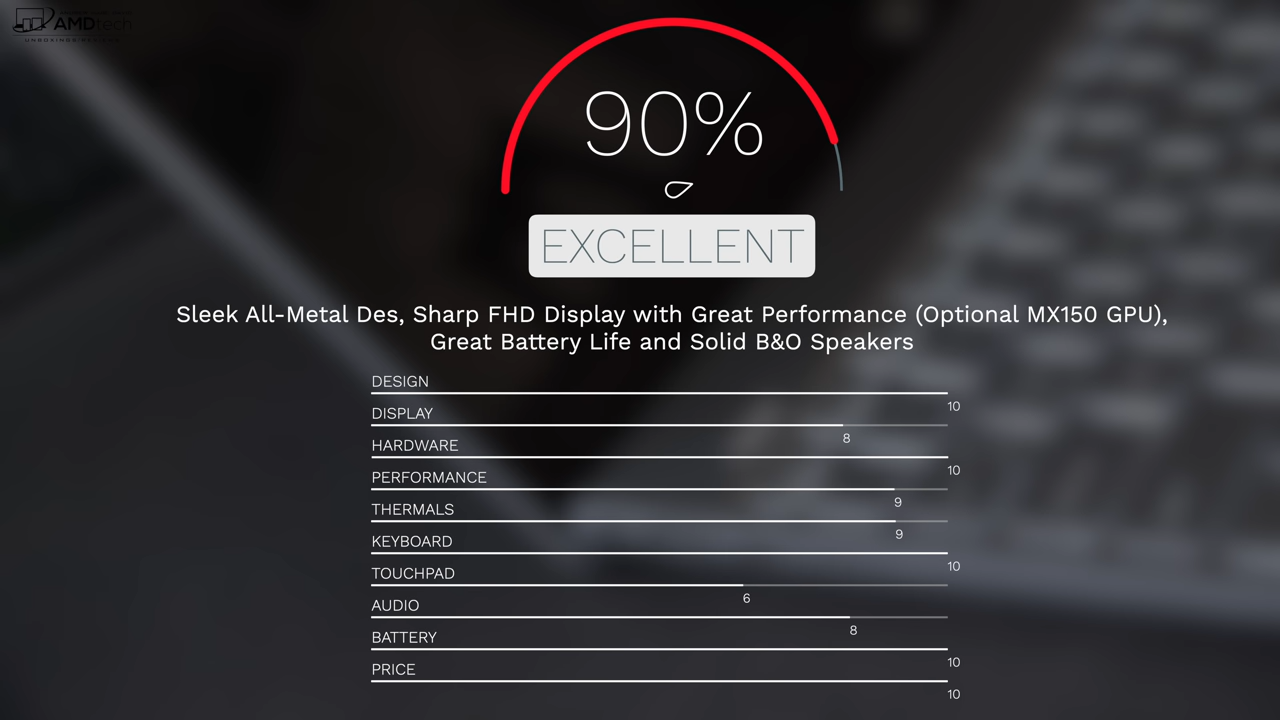 AMDtech
UNBOXING/REVIEWS
90%
EXCELLENT
Sleek All-Metal Des, Sharp FHD Display with Great Performance (Optional MX150 GPU),
Great Battery Life and Solid B&O Speakers
DESIGN
10
DISPLAY
8
HARDWARE
10
PERFORMANCE
9
THERMALS
9
KEYBOARD
10
TOUCHPAD
6
AUDIO
8
BATTERY
10
PRICE
10